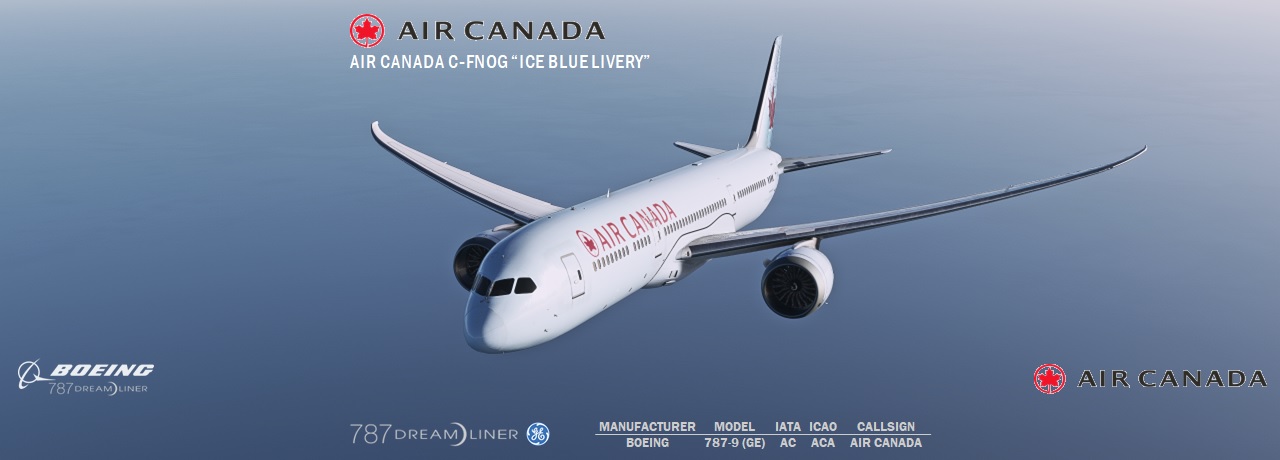 AIR CANADA
AIR CANADA C-FNOG “ICE BLUE LIVERY”
AIR CANADA
BOEING
787 DREAMLINER
AIR CANADA
787 DREAMLINER GE
MANUFACTURER MODEL IATA ICAO CALLSIGN
BOEING 787-9 (GE) AC ACA AIR CANADA